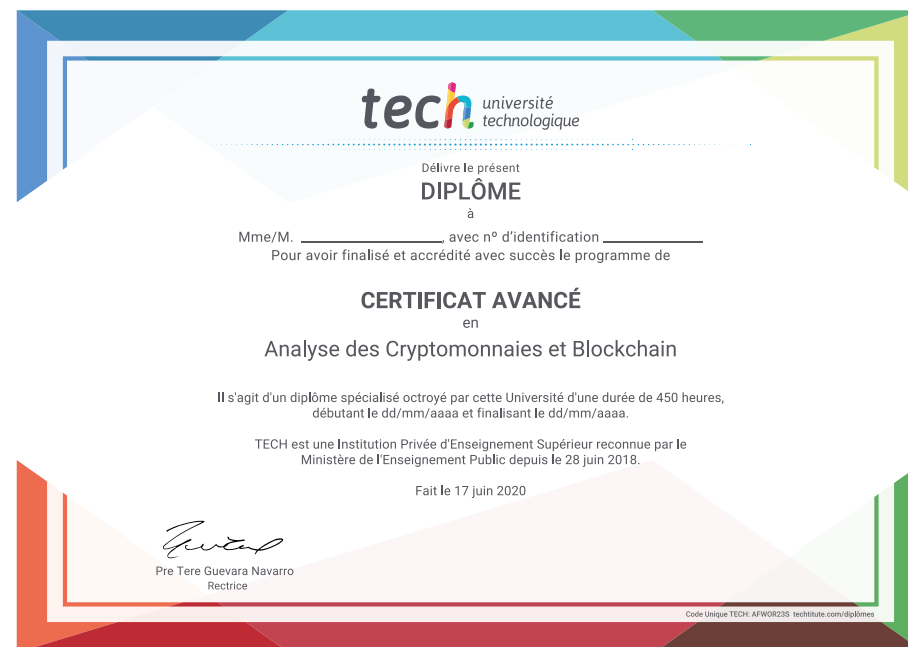 tech université
technologique
Délivre le présent
DIPLÔME
à
Mme/M. ____________________, avec nº d'identification ______________
Pour avoir finalisé et accrédité avec succès le programme de
CERTIFICAT AVANCÉ
en
Analyse des Cryptomonnaies et Blockchain
Il s'agit d'un diplôme spécialisé octroyé par cette Université d'une durée de 450 heures,
débutant le dd/mm/aaaa et finalisant le dd/mm/aaaa.
TECH est une Institution Privée d'Enseignement Supérieur reconnue par le
Ministère de l'Enseignement Public depuis le 28 juin 2018.
Fait le 17 juin 2020
Pre Tere Guevara Navarro
Rectrice
Code Unique TECH: AFWOR23S techtitute.com/diplômes